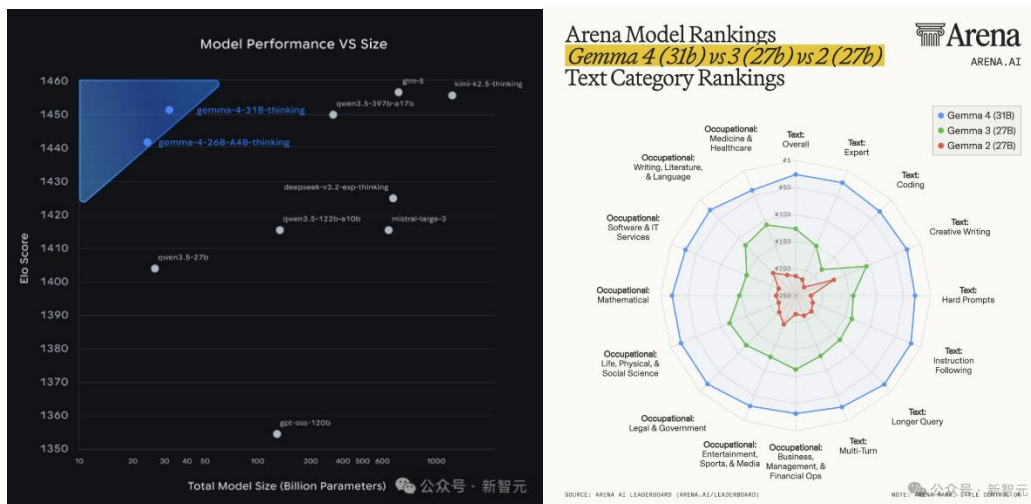 Model Performance VS Size
1460
1450
1440
1430
1420
1410
1400
1390
1380
1370
1360
1350
Elo Score
glm-5
kimi-k2.5-thinking
qwen3.5-397b-a17b
gemma-4-31B-thinking
gemma-4-26B-A4B-thinking
deepseek-v3.2-exp-thinking
qwen3.5-122b-a10b
mistral-large-3
qwen3.5-27b
gpt-oss-120b
10 20 30 40 50 100 200 400 500 600 1000
Total Model Size (Billion Parameters)
公众号·新智元
Arena Model Rankings
Gemma 4 (31b) vs 3 (27b) vs 2 (27b)
Text Category Rankings
Arena
ARENA.AI
Gemma 4 (31B)
Gemma 3 (27B)
Gemma 2 (27B)
Text:
Overall
Text:
Expert
Text:
Coding
Text:
Creative Writing
Text:
Hard Prompts
Text:
Instruction
Following
Text:
Longer Query
Text:
Multi-Turn
Occupational:
Business,
Management, &
Financial Ops
Occupational:
Entertainment,
Sports, & Media
Occupational:
Legal & Government
Occupational:
Life, Physical, &
Social Science
Occupational:
Mathematical
Occupational:
Software & IT
Services
Occupational:
Writing, Literature,
& Language
Occupational:
Medicine &
Healthcare
#1
#50
#100
#150
#200
#250
SOURCE: ARENA AI LEADERBOARD (ARENA.AI/LEADERBOARD)
NOTE: ARENA RANK, STYLE CONTROL ON
公众号·新智元